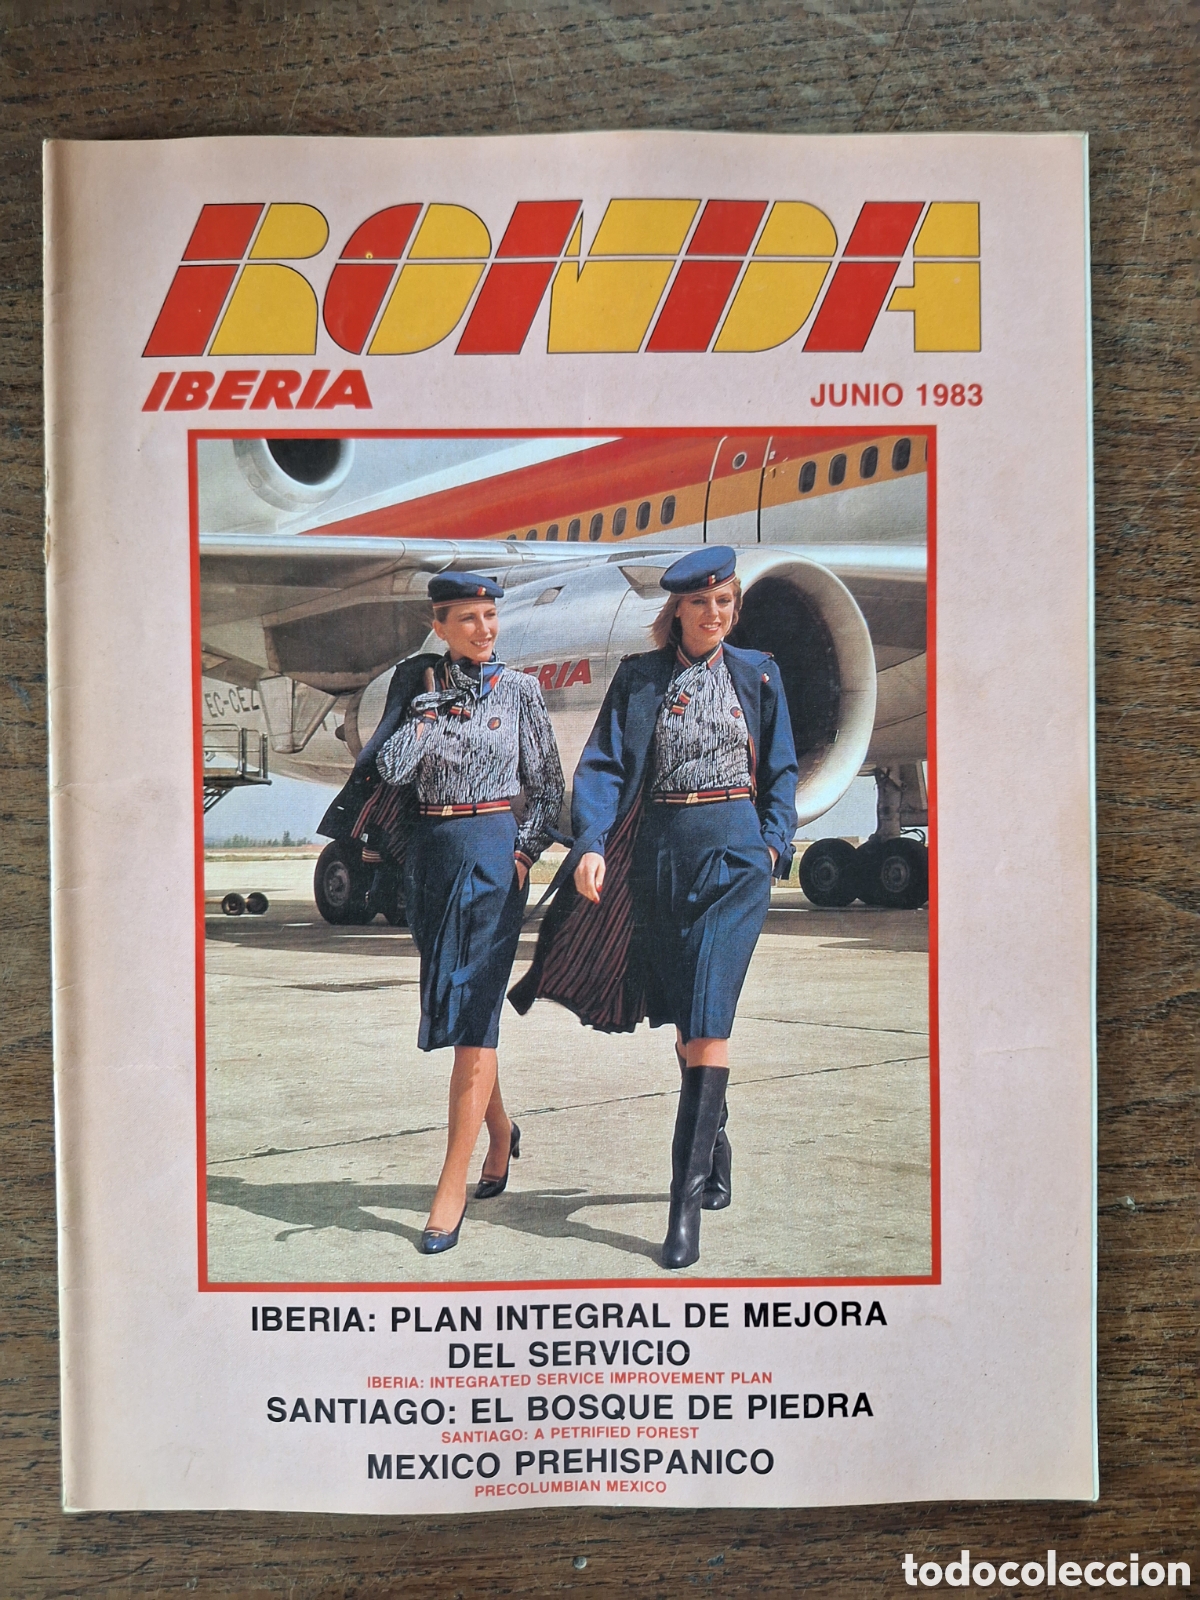 RONDA
IBERIA
JUNIO 1983
EC-CEZ
ERIA
IBERIA: PLAN INTEGRAL DE MEJORA
DEL SERVICIO
IBERIA: INTEGRATED SERVICE IMPROVEMENT PLAN
SANTIAGO: EL BOSQUE DE PIEDRA
SANTIAGO: A PETRIFIED FOREST
MEXICO PREHISPANICO
PRECOLUMBIAN MEXICO
todocoleccion